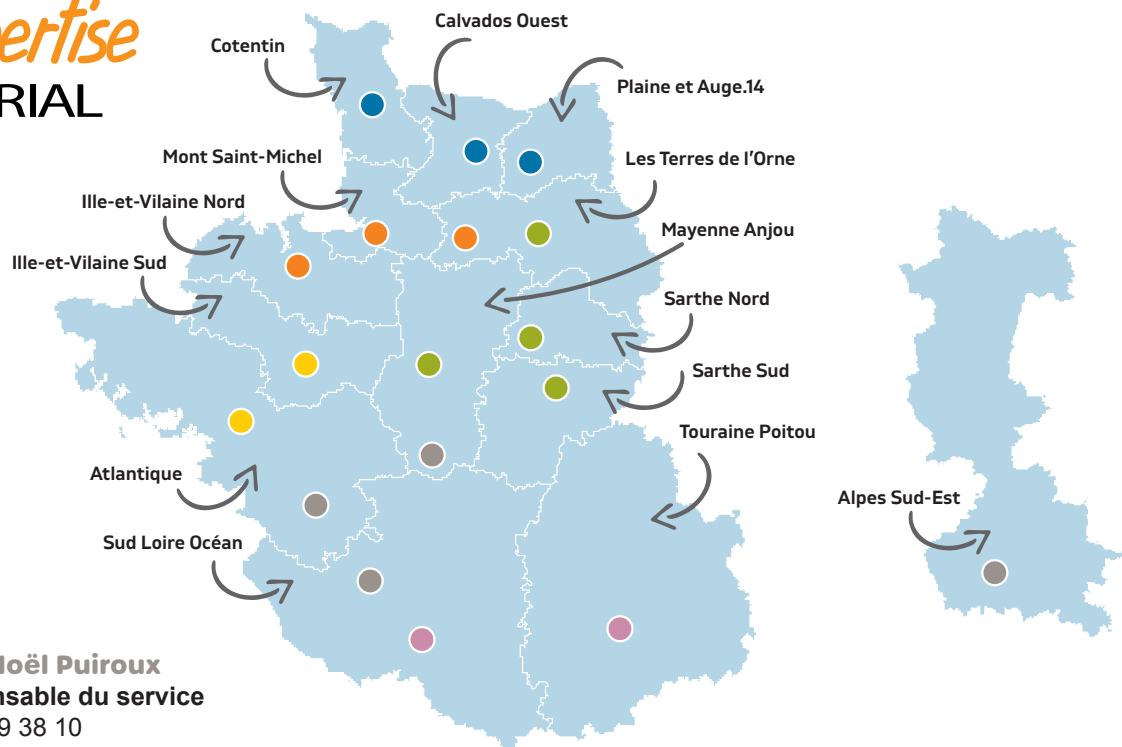 pertise
RIAL
Calvados Ouest
Cotentin
Plaine et Auge.14
Mont Saint-Michel
Les Terres de l'Orne
Ille-et-Vilaine Nord
Mayenne Anjou
Ille-et-Vilaine Sud
Sarthe Nord
Sarthe Sud
Touraine Poitou
Atlantique
Alpes Sud-Est
Sud Loire Océan
Noël Puiroux
nsable du service
9 38 10